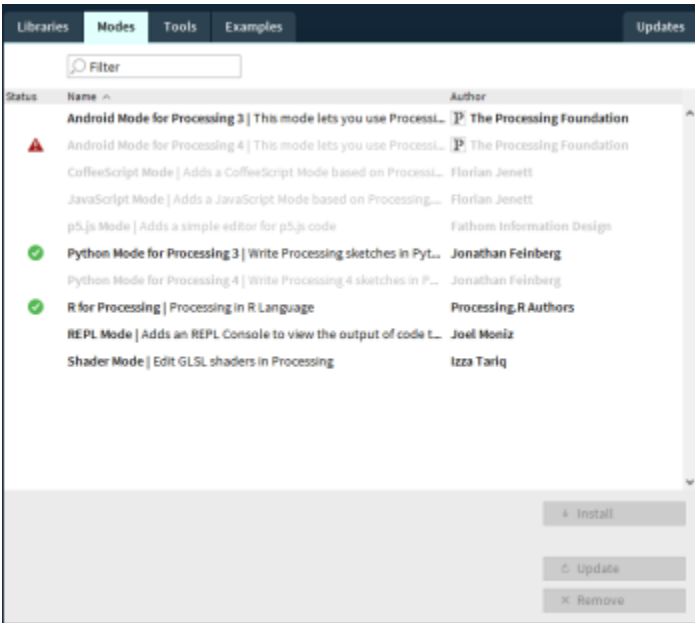 Libraries Modes Tools Examples Updates
Filter
Status Name Author
Android Mode for Processing 3 | This mode lets you use Processi... The Processing Foundation
Android Mode for Processing 4 | This mode lets you use Processi... The Processing Foundation
CoffeeScript Mode | Adds a CoffeeScript Mode based on Processi... Florian Jenett
JavaScript Mode | Adds a JavaScript Mode based on Processing,... Florian Jenett
p5.js Mode | Adds a simple editor for p5.js code Fathom Information Design
Python Mode for Processing 3 | Write Processing sketches in Pyt... Jonathan Feinberg
Python Mode for Processing 4 | Write Processing 4 sketches in P... Jonathan Feinberg
R for Processing | Processing in R Language Processing.R Authors
REPL Mode | Adds an REPL Console to view the output of code t... Joel Moniz
Shader Mode | Edit GLSL shaders in Processing Izza Tariq
Install
Update
Remove